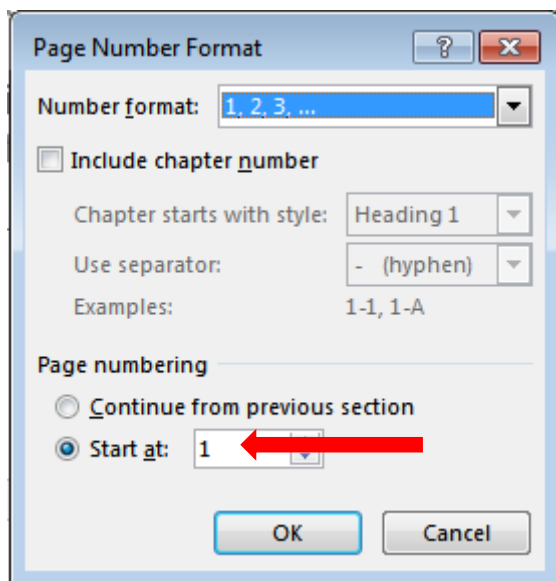 Page Number Format
Number format: 1, 2, 3, ...
Include chapter number
Chapter starts with style: Heading 1
Use separator: - (hyphen)
Examples: 1-1, 1-A
Page numbering
Continue from previous section
Start at: 1
OK Cancel